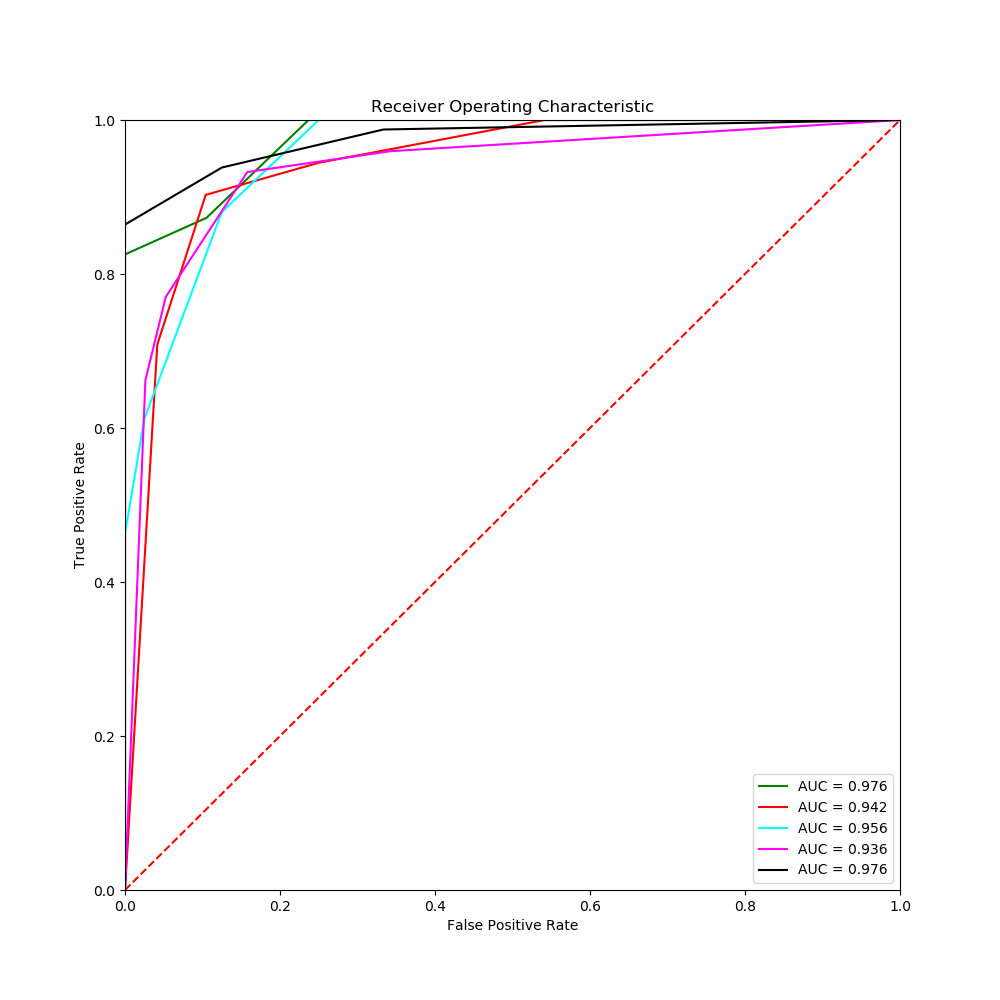 Receiver Operating Characteristic
1.0
0.8
0.6
0.4
0.2
0.0
True Positive Rate
0.0 0.2 0.4 0.6 0.8 1.0
False Positive Rate
AUC = 0.976
AUC = 0.942
AUC = 0.956
AUC = 0.936
AUC = 0.976